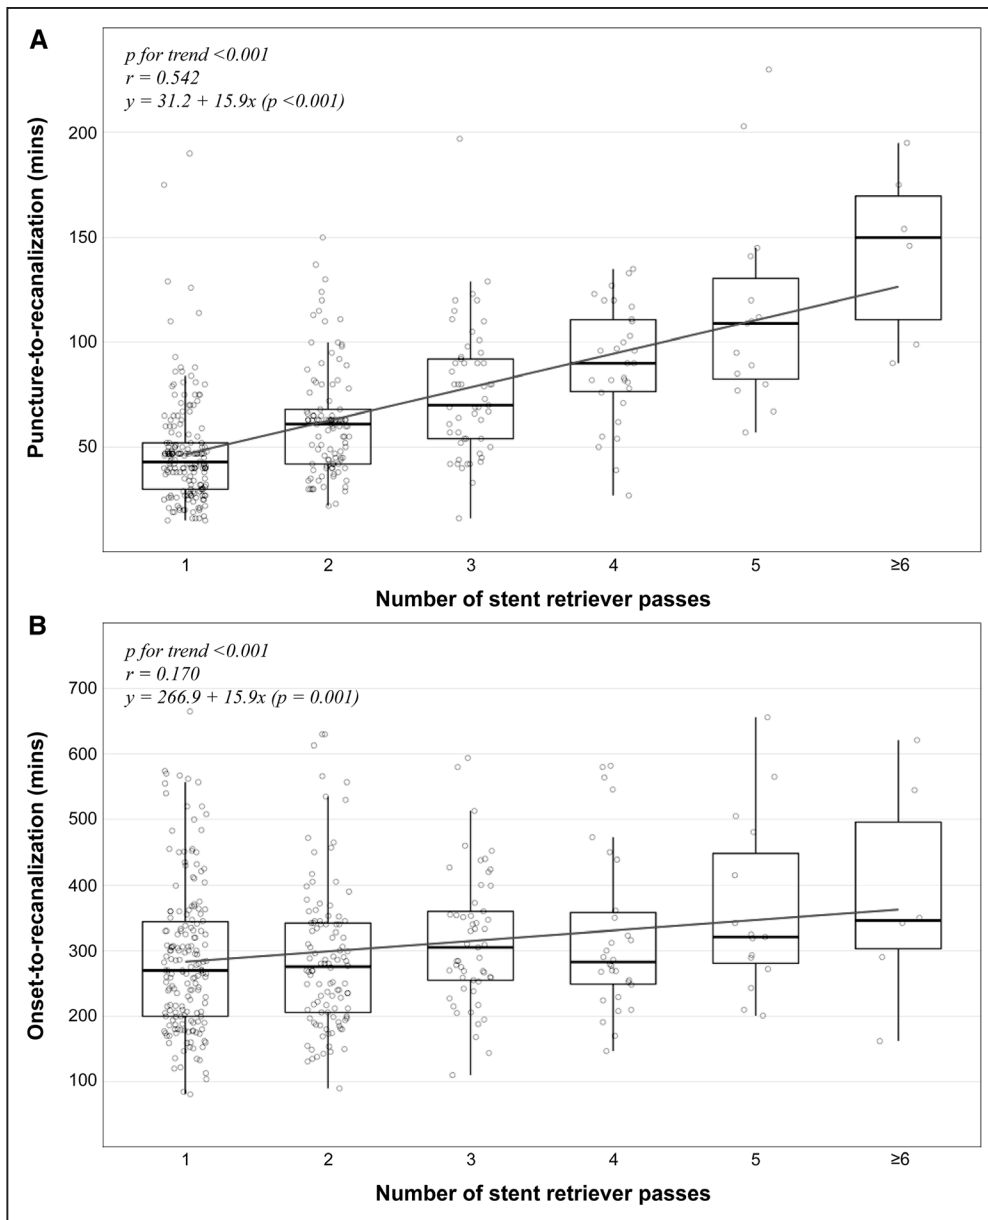 A
p for trend <0.001
r = 0.542
y = 31.2 + 15.9x (p <0.001)
Puncture-to-recanalization (mins)
200
150
100
50
1 2 3 4 5 ≥6
Number of stent retriever passes
B
p for trend <0.001
r = 0.170
y = 266.9 + 15.9x (p = 0.001)
Onset-to-recanalization (mins)
700
600
500
400
300
200
100
1 2 3 4 5 ≥6
Number of stent retriever passes